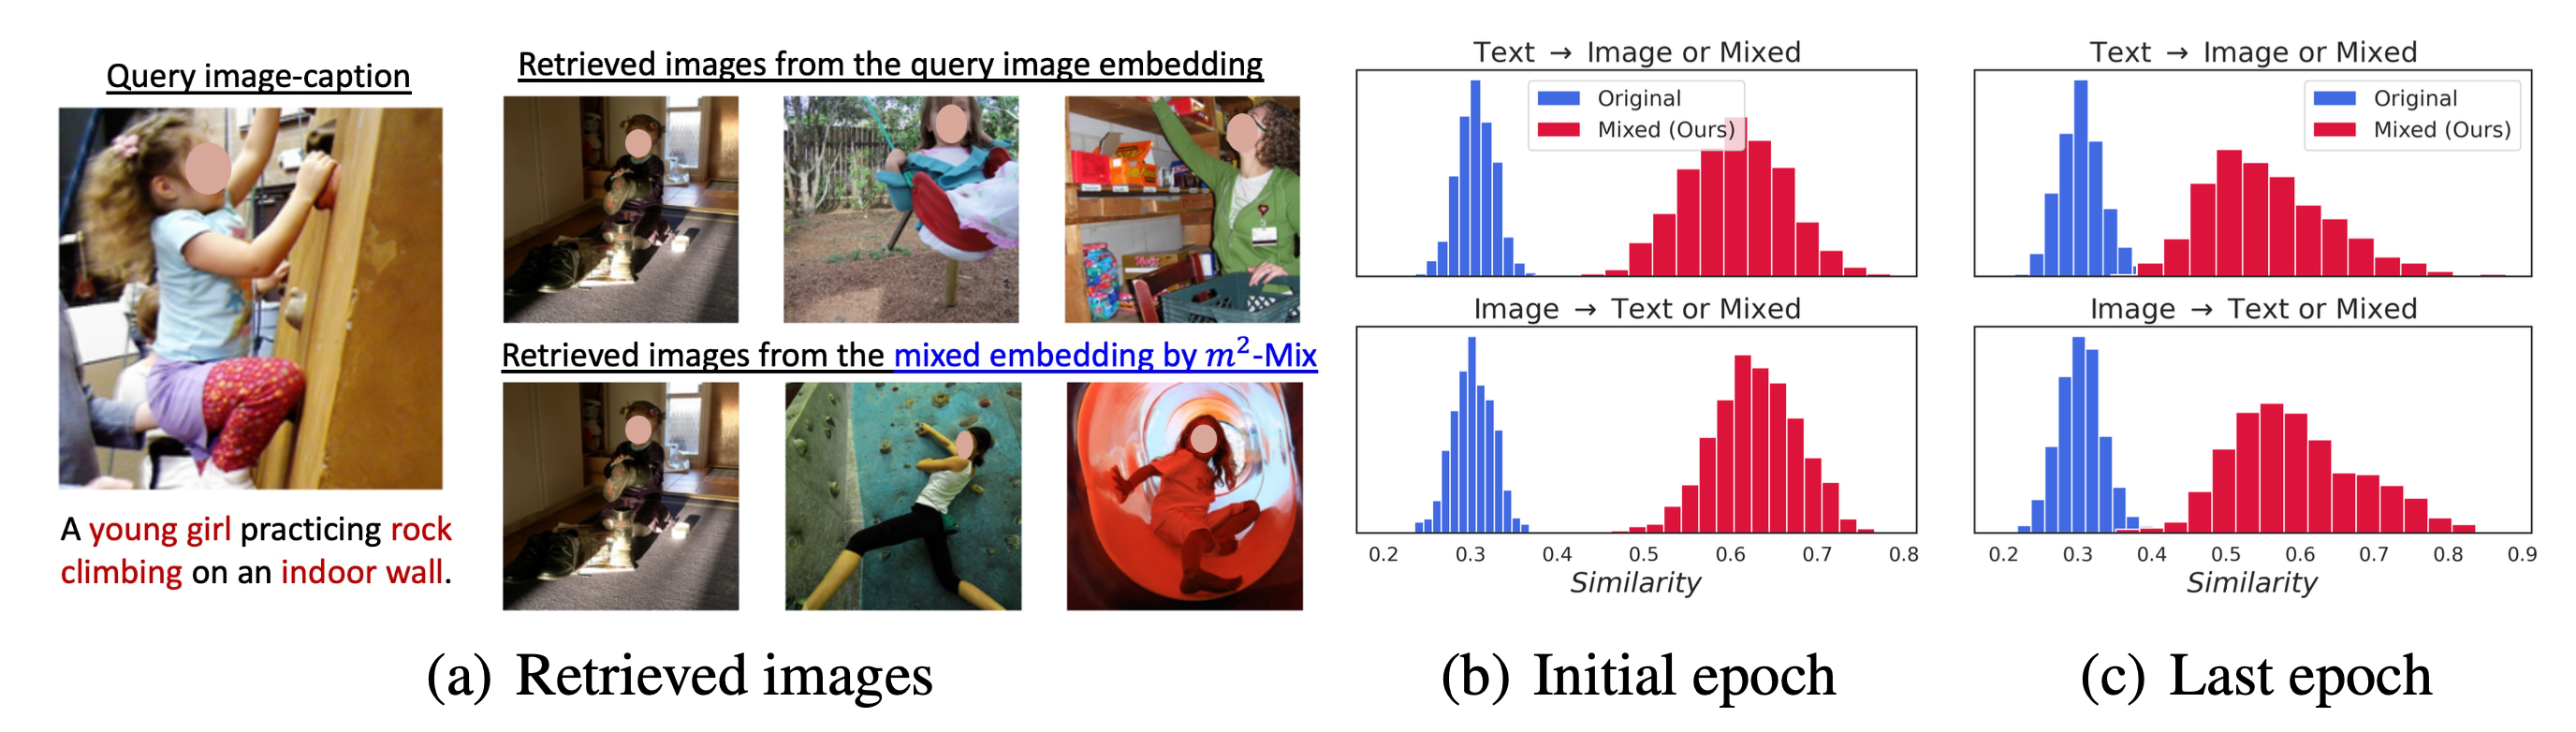 Query image-caption
A young girl practicing rock
climbing on an indoor wall.
Retrieved images from the query image embedding
Retrieved images from the mixed embedding by m²-Mix
(a) Retrieved images
Text → Image or Mixed
Original
Mixed (Ours)
Image → Text or Mixed
0.2 0.3 0.4 0.5 0.6 0.7 0.8
Similarity
(b) Initial epoch
Text → Image or Mixed
Original
Mixed (Ours)
Image → Text or Mixed
0.2 0.3 0.4 0.5 0.6 0.7 0.8 0.9
Similarity
(c) Last epoch